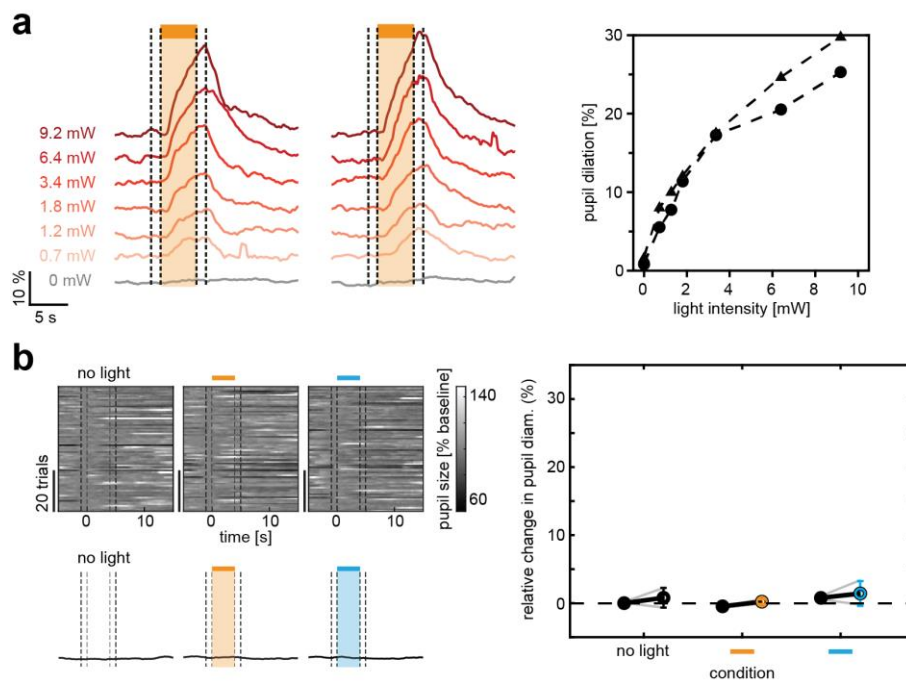 a
9.2 mW
6.4 mW
3.4 mW
1.8 mW
1.2 mW
0.7 mW
0 mW
10 %
5 s
pupil dilation [%]
30
20
10
0
0 2 4 6 8 10
light intensity [mW]
b
no light
20 trials
0 10 0 10 0 10
time [s]
pupil size [% baseline]
140
60
no light
relative change in pupil diam. (%)
30
20
10
0
no light
condition